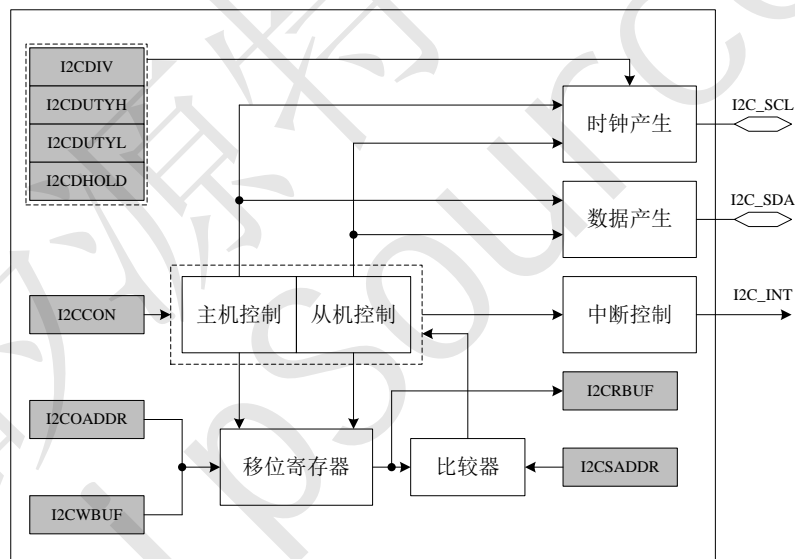 I2CDIV
I2CDUTYH
I2CDUTYL
I2CDHOLD
时钟产生
I2C_SCL
数据产生
I2C_SDA
I2CCON
主机控制
从机控制
中断控制
I2C_INT
I2COADDR
I2CWBUF
移位寄存器
比较器
I2CRBUF
I2CSADDR